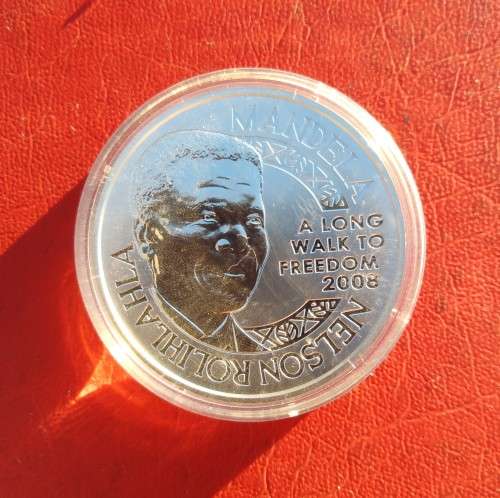 NELSON ROLIHLAHLA
MANDELA
A LONG
WALK TO
FREEDOM
2008